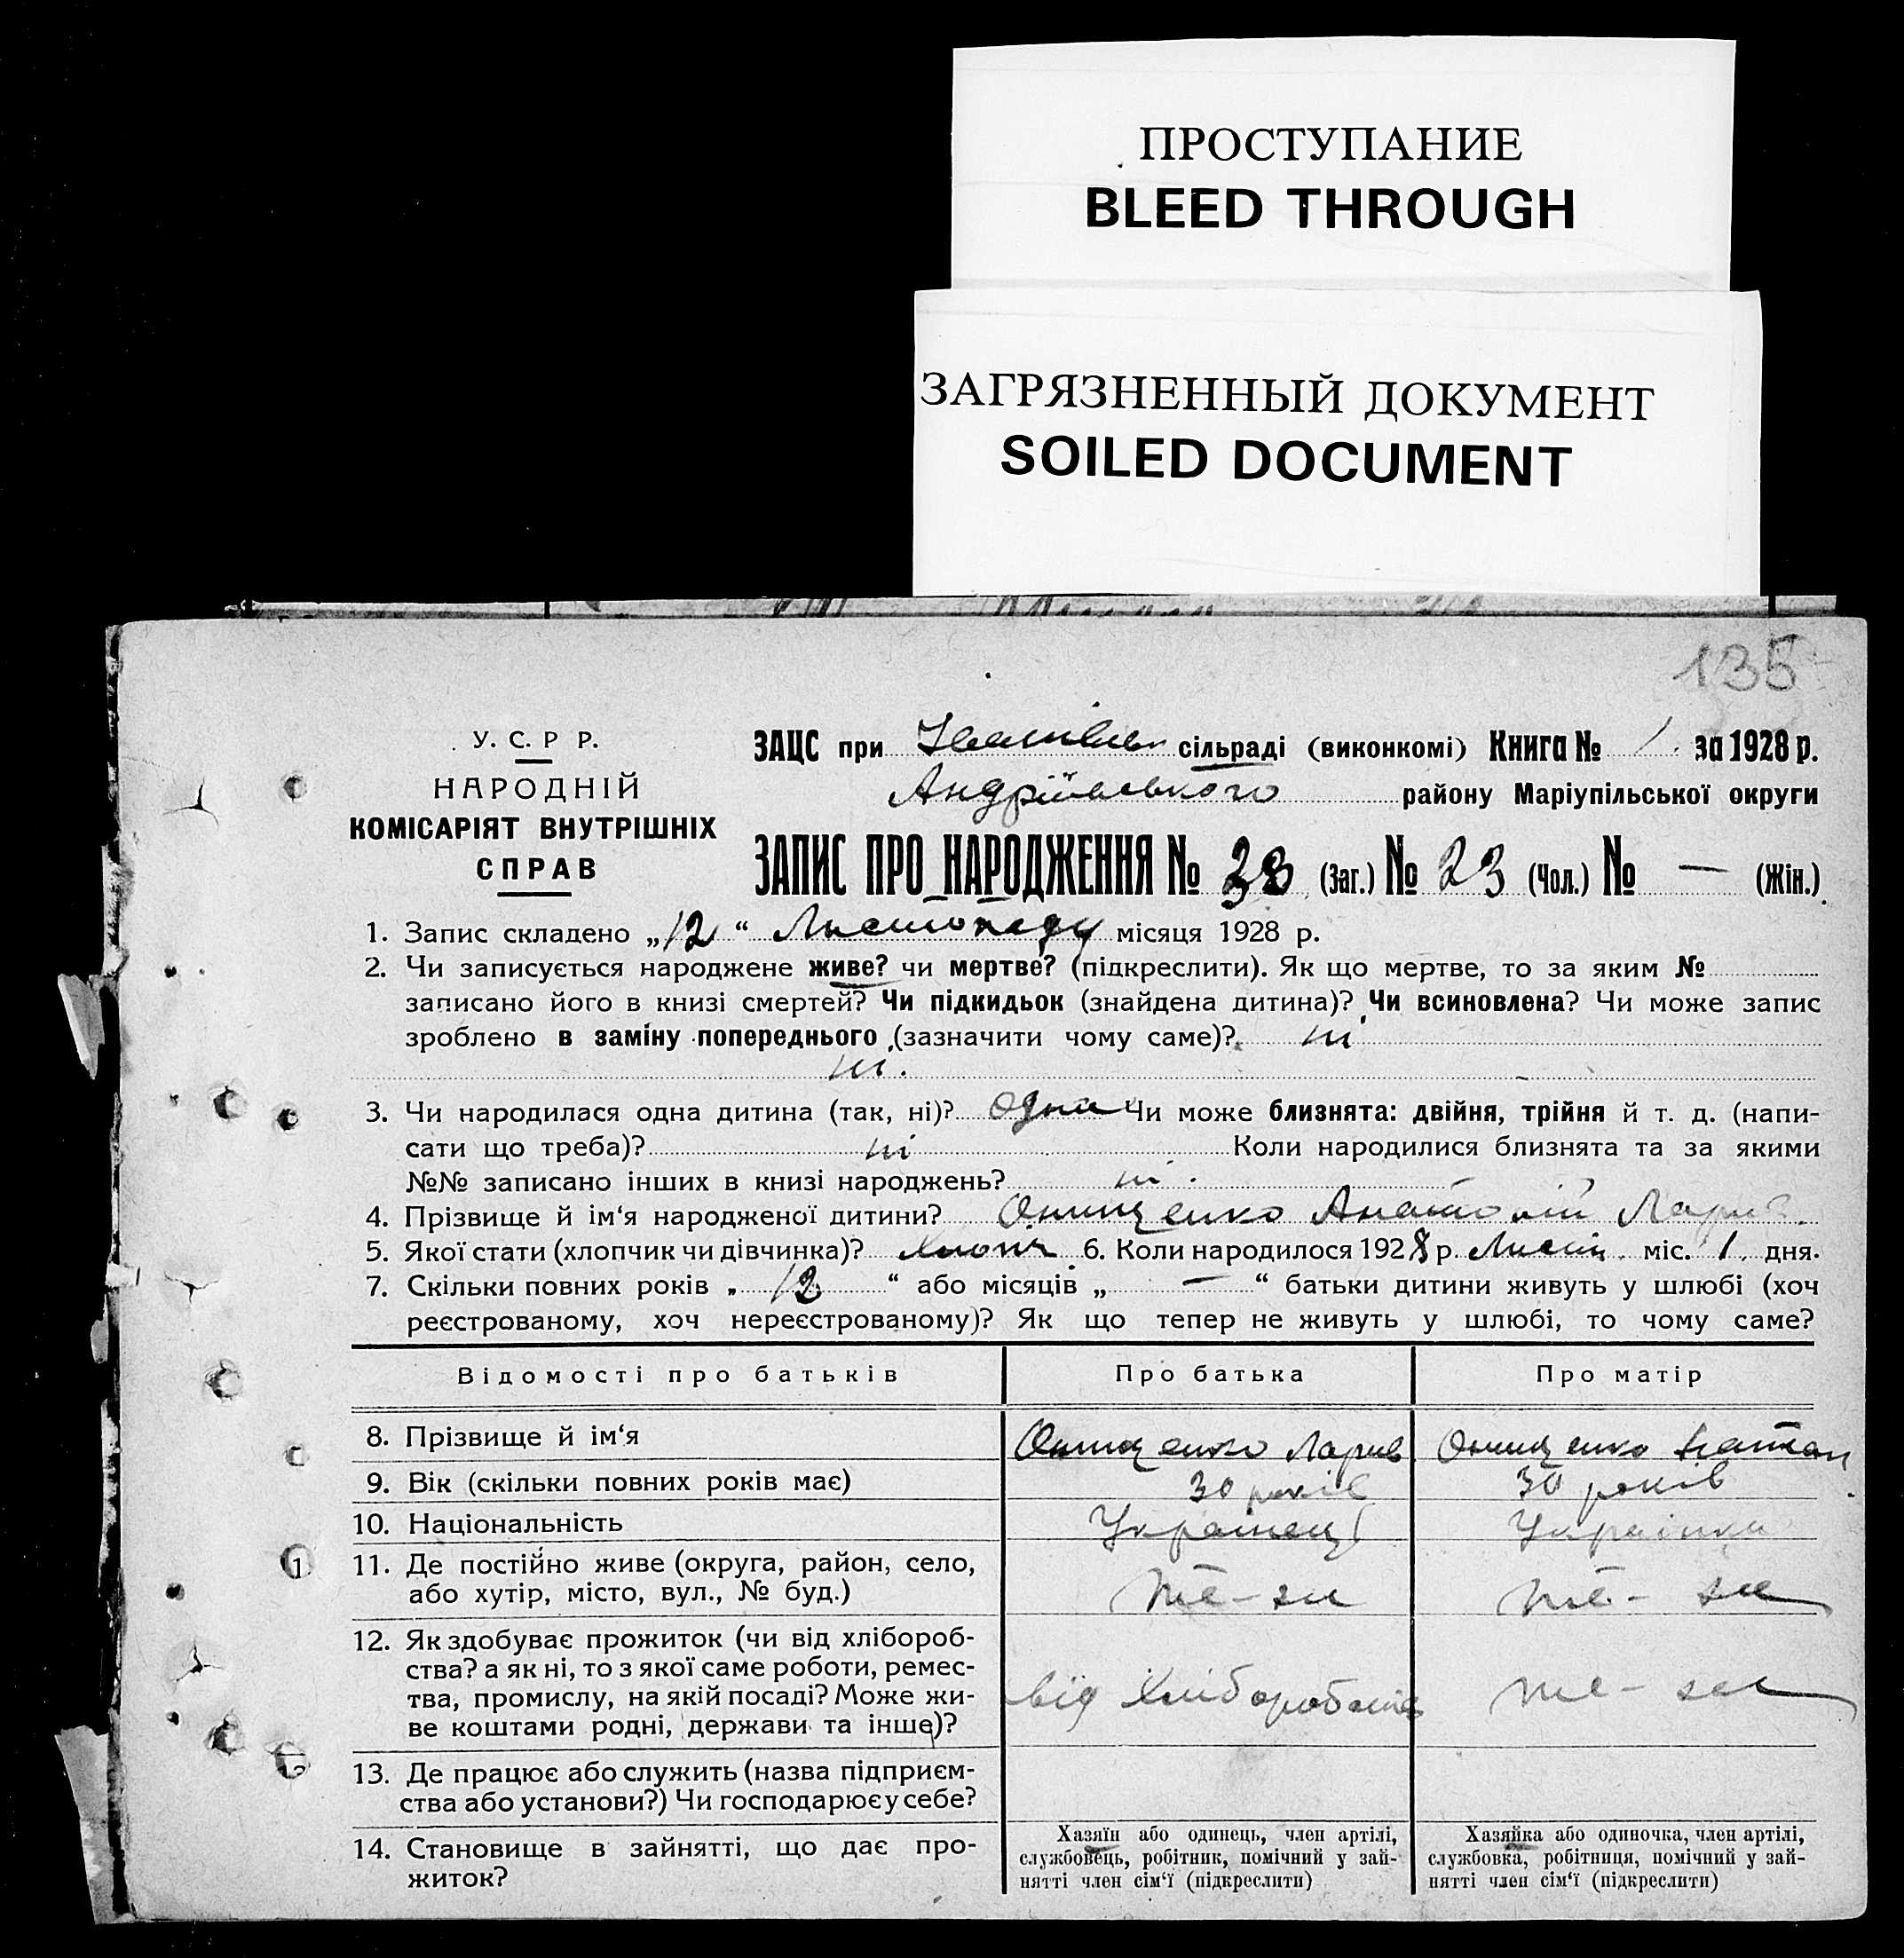 ПРОСТУПАНИЕ
BLEED THROUGH
ЗАГРЯЗНЕННЫЙ ДОКУМЕНТ
SOILED DOCUMENT
135
У. С. Р Р.
НАРОДНІЙ
КОМІСАРІЯТ ВНУТРІШНІХ
СПРАВ
ЗАЦС при сільраді (виконкомі) Книга № 1. за 1928 р.
Андріївського району Маріупільської округи
ЗАПИС ПРО НАРОДЖЕННЯ № (Заг.) № 23 (Чол.) № — (Жін.)
1. Запис складено „12“ Листопаду місяця 1928 р.
2. Чи записується народжене живе? чи мертве? (підкреслити). Як що мертве, то за яким №
записано його в книзі смертей? Чи підкидьок (знайдена дитина)? Чи всиновлена? Чи може запис
зроблено в заміну попереднього (зазначити чому саме)? ні
ні.
3. Чи народилася одна дитина (так, ні)? одна Чи може близнята: двійня, трійня й т. д. (напи-
сати що треба)? ні Коли народилися близнята та за якими
№№ записано інших в книзі народжень? ні.
4. Прізвище й ім‘я народженої дитини? Онищенко Анатолій Ларив.
5. Якої стати (хлопчик чи дівчинка)? Хлопч 6. Коли народилося 1928 р. Листп. міс. 1. дня.
7. Скільки повних років „ 12 “ або місяців „ — “ батьки дитини живуть у шлюбі (хоч
реєстрованому, хоч нереєстрованому)? Як що тепер не живуть у шлюбі, то чому саме?
Відомості про батьків Про батька Про матір
8. Прізвище й ім‘я Онищенко Ларив Онищенко
9. Вік (скільки повних років має) 30 років 30 років
10. Національність Українец Українка
11. Де постійно живе (округа, район, село,
або хутір, місто, вул., № буд.) те-ж те-ж
12. Як здобуває прожиток (чи від хлібороб-
ства? а як ні, то з якої саме роботи, ремес-
тва, промислу, на якій посаді? Може жи- від Хліборобства те-ж
ве коштами родні, держави та інше)?
13. Де працює або служить (назва підприєм-
ства або установи?) Чи господарює у себе?
14. Становище в зайнятті, що дає про-
житок?
Хазяїн або одинець, член артілі,
службовець, робітник, помічний у зай-
нятті член сім‘ї (підкреслити)
Хазяйка або одиночка, член артілі,
службовка, робітниця, помічний у зай-
нятті член сім‘ї (підкреслити)